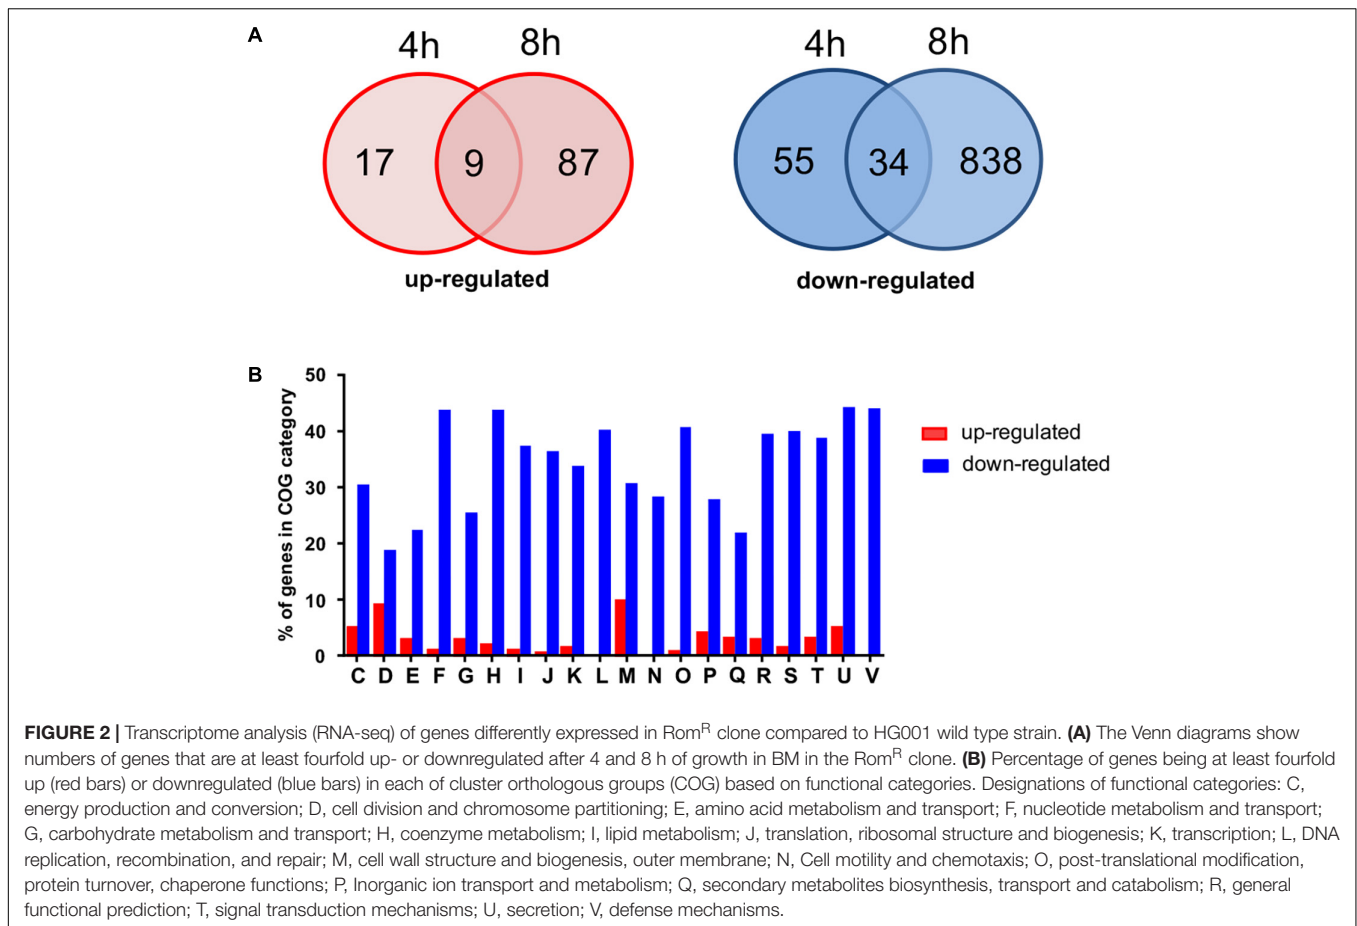 A
4h 8h 4h 8h
17 9 87 55 34 838
up-regulated down-regulated
B
% of genes in COG category
50
40
30
20
10
0
C D E F G H I J K L M N O P Q R S T U V
up-regulated
down-regulated
FIGURE 2 | Transcriptome analysis (RNA-seq) of genes differently expressed in Rom^R clone compared to HG001 wild type strain. (A) The Venn diagrams show
numbers of genes that are at least fourfold up- or downregulated after 4 and 8 h of growth in BM in the Rom^R clone. (B) Percentage of genes being at least fourfold
up (red bars) or downregulated (blue bars) in each of cluster orthologous groups (COG) based on functional categories. Designations of functional categories: C,
energy production and conversion; D, cell division and chromosome partitioning; E, amino acid metabolism and transport; F, nucleotide metabolism and transport;
G, carbohydrate metabolism and transport; H, coenzyme metabolism; I, lipid metabolism; J, translation, ribosomal structure and biogenesis; K, transcription; L, DNA
replication, recombination, and repair; M, cell wall structure and biogenesis, outer membrane; N, Cell motility and chemotaxis; O, post-translational modification,
protein turnover, chaperone functions; P, Inorganic ion transport and metabolism; Q, secondary metabolites biosynthesis, transport and catabolism; R, general
functional prediction; T, signal transduction mechanisms; U, secretion; V, defense mechanisms.